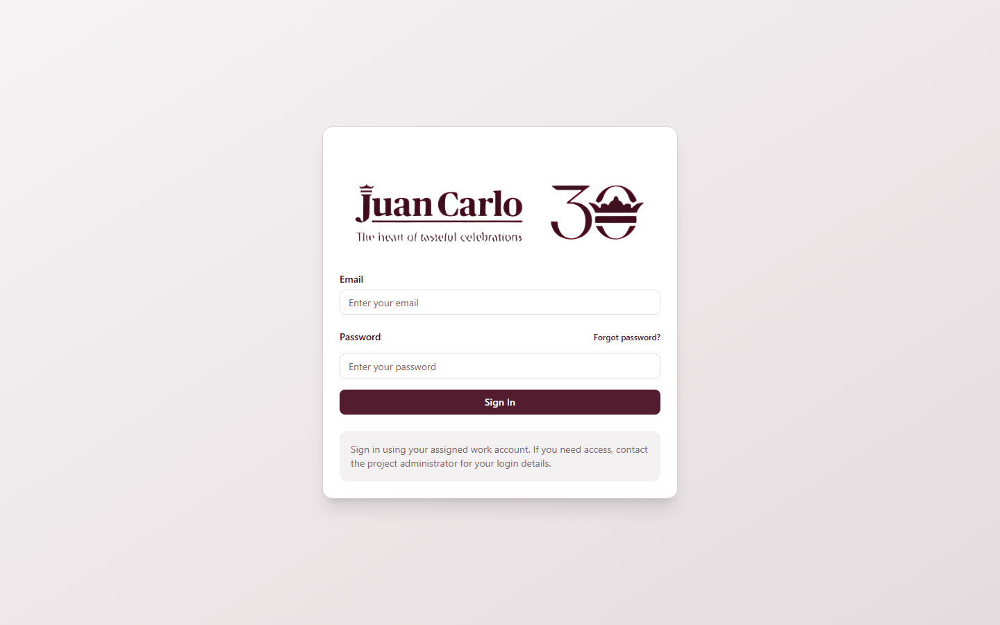 Juan Carlo 30
The heart of tasteful celebrations
Email
Enter your email
Password Forgot password?
Enter your password
Sign In
Sign in using your assigned work account. If you need access, contact
the project administrator for your login details.